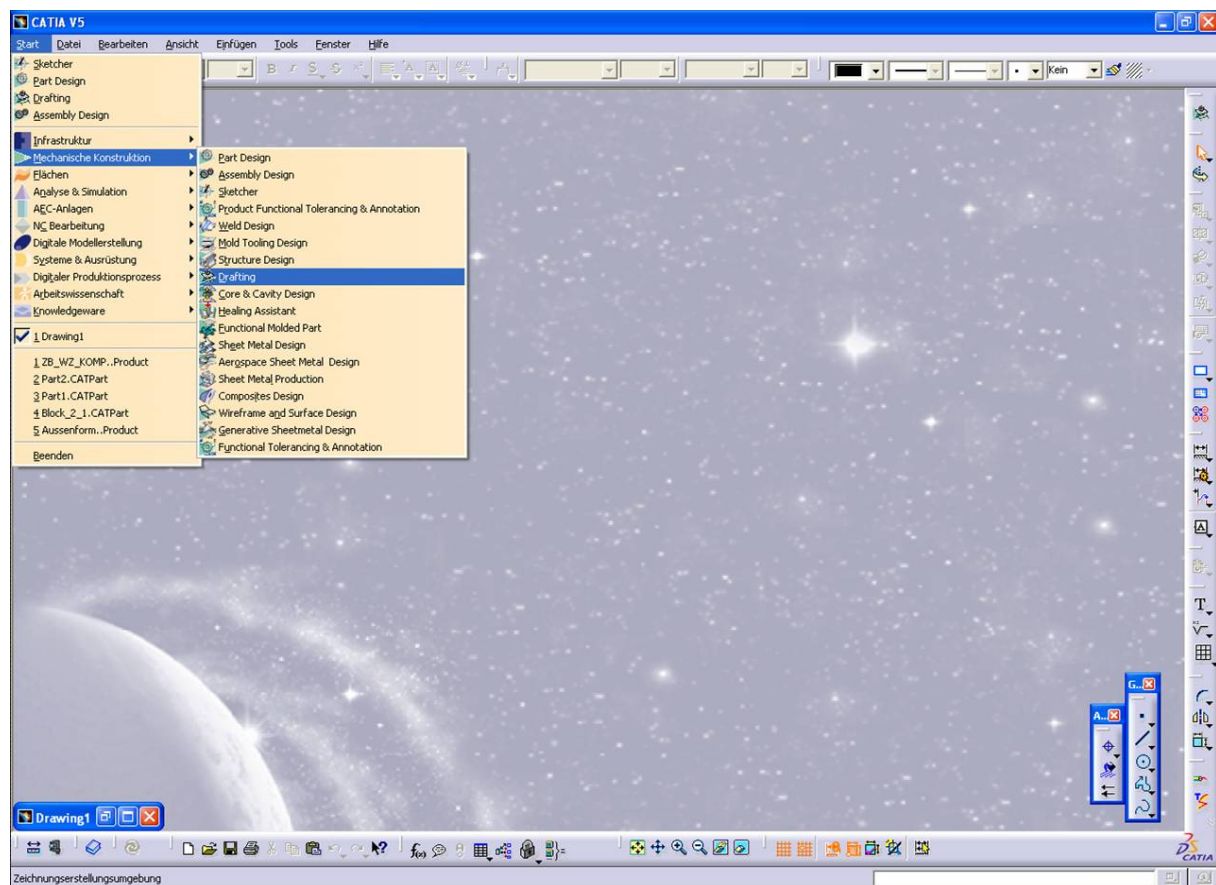 CATIA V5
Start Datei Bearbeiten Ansicht Einfügen Tools Fenster Hilfe
Sketcher
Part Design
Drafting
Assembly Design
Infrastruktur
Mechanische Konstruktion
Flächen
Analyse & Simulation
AEC-Anlagen
NC Bearbeitung
Digitale Modellerstellung
Systeme & Ausrüstung
Digitaler Produktionsprozess
Arbeitswissenschaft
Knowledgeware
1 Drawing1
1 ZB_WZ_KOMP..Product
2 Part2.CATPart
3 Part1.CATPart
4 Block_2_1.CATPart
5 Aussenform..Product
Beenden
Part Design
Assembly Design
Sketcher
Product Functional Tolerancing & Annotation
Weld Design
Mold Tooling Design
Structure Design
Drafting
Core & Cavity Design
Healing Assistant
Functional Molded Part
Sheet Metal Design
Aerospace Sheet Metal Design
Sheet Metal Production
Composites Design
Wireframe and Surface Design
Generative Sheetmetal Design
Functional Tolerancing & Annotation
B I S S
Kein
G...
A...
Drawing1
f(x)
CATIA
Zeichnungserstellungsumgebung